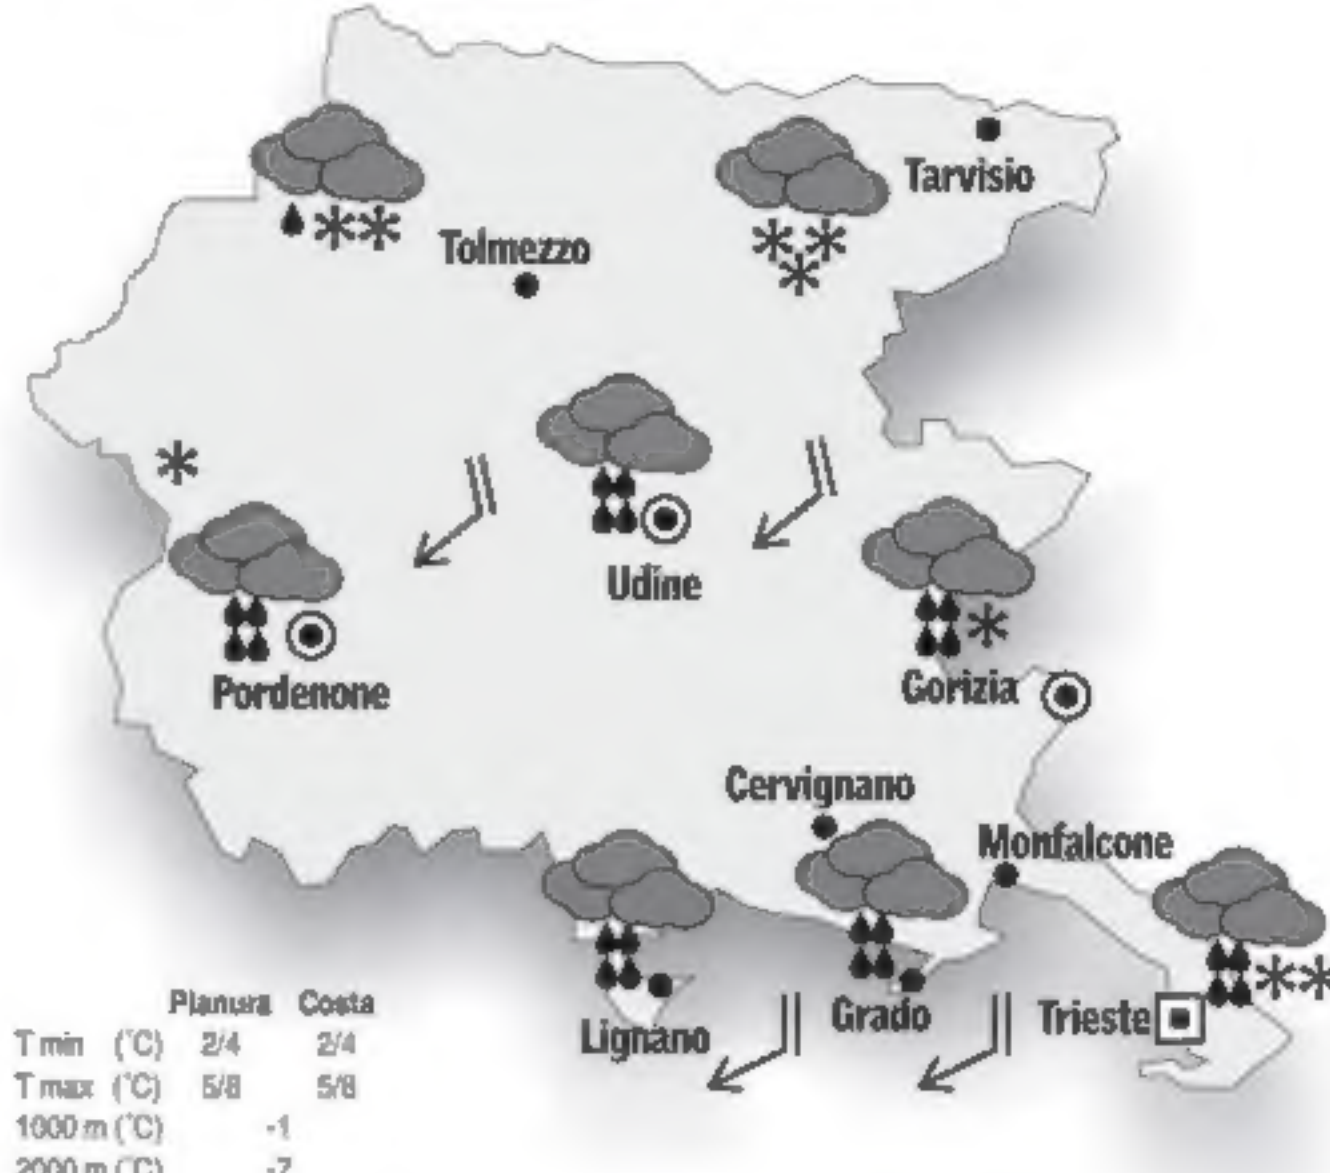 Tarvisio
Tolmezzo
Udine
Pordenone
Gorizia
Cervignano
Monfalcone
Lignano
Grado
Trieste
Planura Costa
T min (°C) 2/4 2/4
T max (°C) 5/8 5/8
1000 m (°C) -1
2000 m (°C) -7